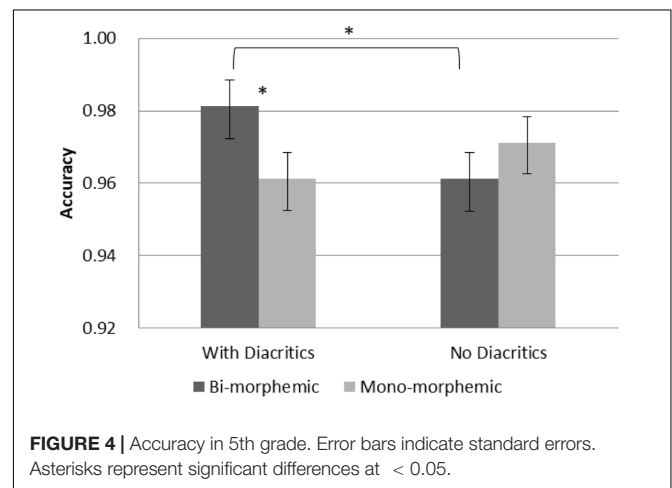 1.00
*
*
0.98
0.96
0.94
0.92
Accuracy
With Diacritics No Diacritics
Bi-morphemic Mono-morphemic
FIGURE 4 | Accuracy in 5th grade. Error bars indicate standard errors.
Asterisks represent significant differences at < 0.05.